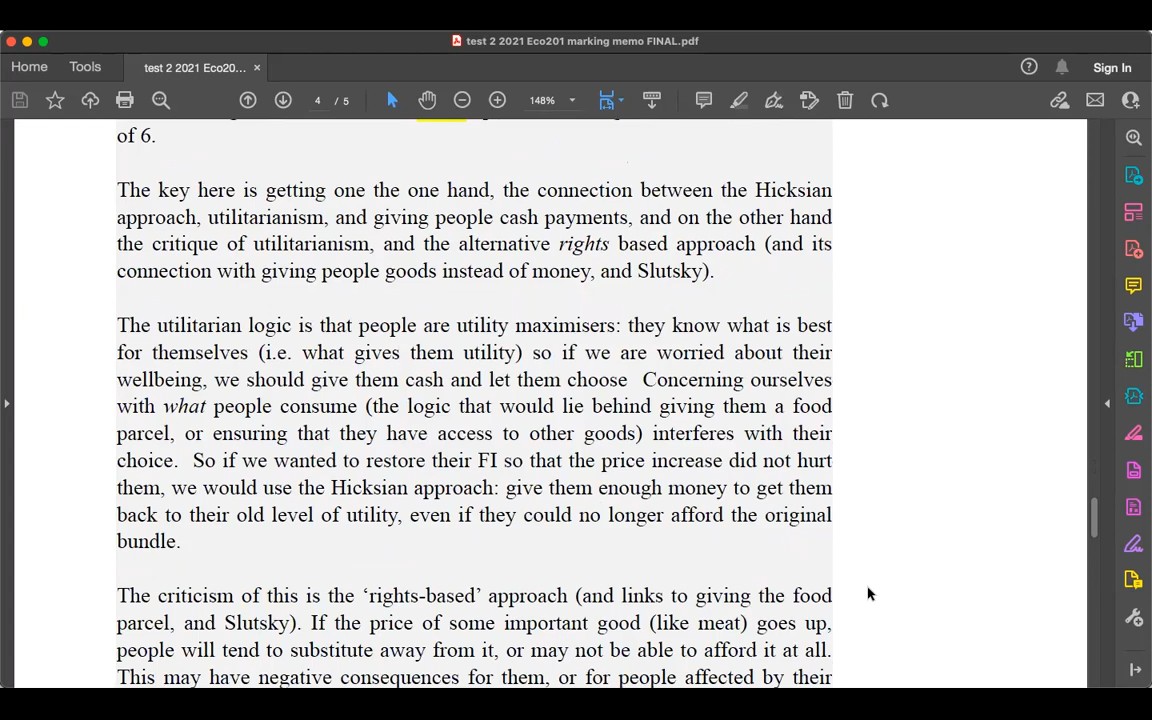 test 2 2021 Eco201 marking memo FINAL.pdf
Home Tools test 2 2021 Eco20... × Sign In
4 / 5 148%
of 6.
The key here is getting one the one hand, the connection between the Hicksian
approach, utilitarianism, and giving people cash payments, and on the other hand
the critique of utilitarianism, and the alternative rights based approach (and its
connection with giving people goods instead of money, and Slutsky).
The utilitarian logic is that people are utility maximisers: they know what is best
for themselves (i.e. what gives them utility) so if we are worried about their
wellbeing, we should give them cash and let them choose Concerning ourselves
with what people consume (the logic that would lie behind giving them a food
parcel, or ensuring that they have access to other goods) interferes with their
choice. So if we wanted to restore their FI so that the price increase did not hurt
them, we would use the Hicksian approach: give them enough money to get them
back to their old level of utility, even if they could no longer afford the original
bundle.
The criticism of this is the ‘rights-based’ approach (and links to giving the food
parcel, and Slutsky). If the price of some important good (like meat) goes up,
people will tend to substitute away from it, or may not be able to afford it at all.
This may have negative consequences for them, or for people affected by their